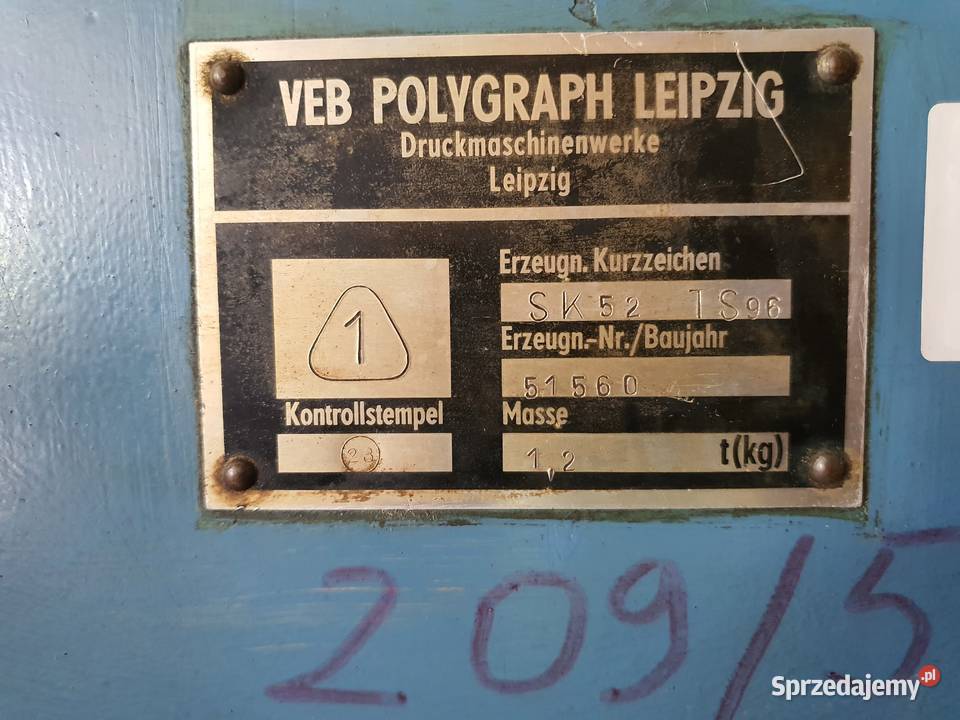 VEB POLYGRAPH LEIPZIG
Druckmaschinenwerke
Leipzig
Erzeugn. Kurzzeichen
SK52 TS96
1
Erzeugn.-Nr./Baujahr
51560
Kontrollstempel
Masse
1,2 t(kg)
209/5
Sprzedajemy.pl